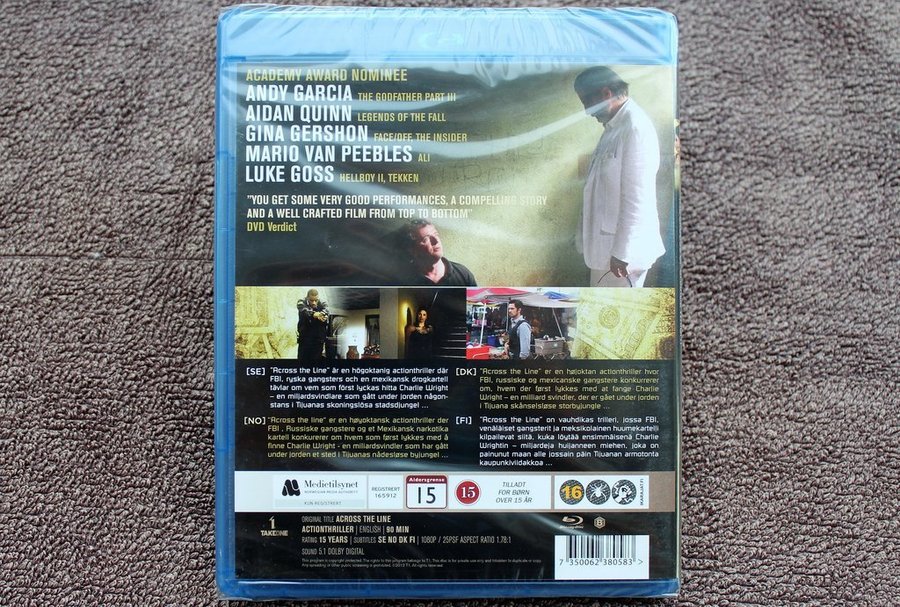 ACADEMY AWARD NOMINEE
ANDY GARCIA THE GODFATHER PART III
AIDAN QUINN LEGENDS OF THE FALL
GINA GERSHON FACE/OFF, THE INSIDER
MARIO VAN PEEBLES ALI
LUKE GOSS HELLBOY II, TEKKEN
"YOU GET SOME VERY GOOD PERFORMANCES, A COMPELLING STORY
AND A WELL CRAFTED FILM FROM TOP TO BOTTOM"
DVD Verdict
[SE] "Across the Line" är en högoktanig actionthriller där
FBI, ryska gangsters och en mexikansk drogkartell
tävlar om vem som först lyckas hitta Charlie Wright
– en miljardsvindlare som gått under jorden någon-
stans i Tijuanas skoningslösa stadsdjungel ...
[DK] "Across the Line" er en højoktan actionthriller hvor
FBI, russiske og mexicanske gangstere konkurrerer
om, hvem der først lykkes med at fange Charlie
Wright – en milliard svindler, der er gået under jorden
i Tijuana skånselsløse storbyjungle ...
[NO] "Across the line" er en høyoktansk actionthriller der
FBI , Russiske gangstere og et Mexikansk narkotika
kartell konkurerer om hvem som først lykkes med å
finne Charlie Wright - en miliardsvindler som har gått
under jorden et sted i Tijuanas nådesløse byjungel ...
[FI] "Across the Line" on vauhdikas trilleri, jossa FBI,
venäläiset gangsterit ja meksikolainen huumekartelli
kilpailevat siitä, kuka löytää ensimmäisenä Charlie
Wrightin – miljardeja huijanneen miehen, joka on
painunut maan alle jossain päin Tijuanan armotonta
kaupunkiviidakkoa ...
Medietilsynet
NORWEGIAN MEDIA AUTHORITY
KUN REGISTRERT
REGISTRERT
165912
Aldersgrense
15
15
TILLADT
FOR BØRN
OVER 15 ÅR
16
1
TAKEONE
ORIGINAL TITLE ACROSS THE LINE
ACTIONTHRILLER | ENGLISH | 90 MIN
RATING 15 YEARS | SUBTITLES SE NO DK FI | 1080P / 25PSF ASPECT RATIO 1.78:1
SOUND 5.1 DOLBY DIGITAL
Blu-ray Disc
B
7 350062 380583 >